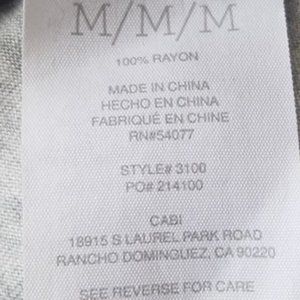 M/M/M
100% RAYON
MADE IN CHINA
HECHO EN CHINA
FABRIQUÉ EN CHINE
RN#54077
STYLE# 3100
PO# 214100
CABI
18915 S LAUREL PARK ROAD
RANCHO DOMINGUEZ, CA 90220
SEE REVERSE FOR CARE